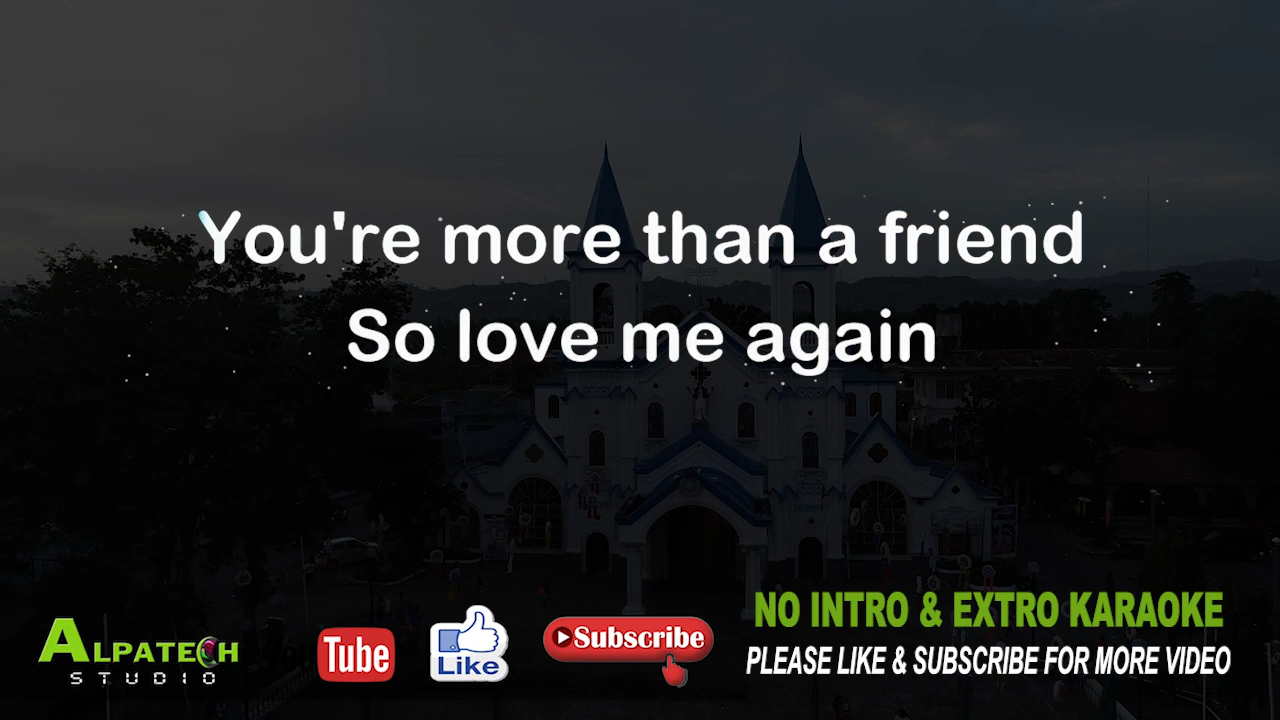 You're more than a friend
So love me again
NO INTRO & EXTRO KARAOKE
PLEASE LIKE & SUBSCRIBE FOR MORE VIDEO
ALPATECH
STUDIO
Tube
Like
Subscribe